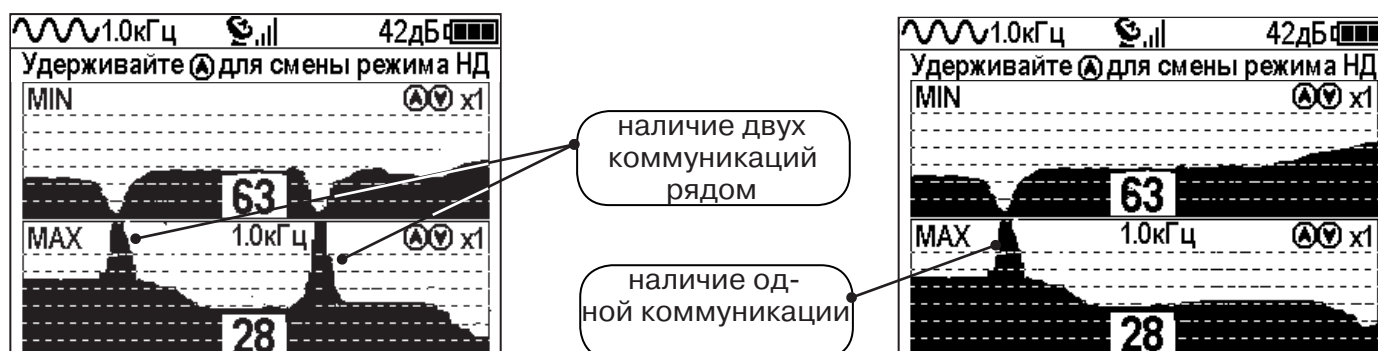 1.0кГц 42дБ
Удерживайте Ⓐ для смены режима НД
MIN x1
63
MAX 1.0кГц x1
28
наличие двух
коммуникаций
рядом
наличие од-
ной коммуникации
1.0кГц 42дБ
Удерживайте Ⓐ для смены режима НД
MIN x1
63
MAX 1.0кГц x1
28